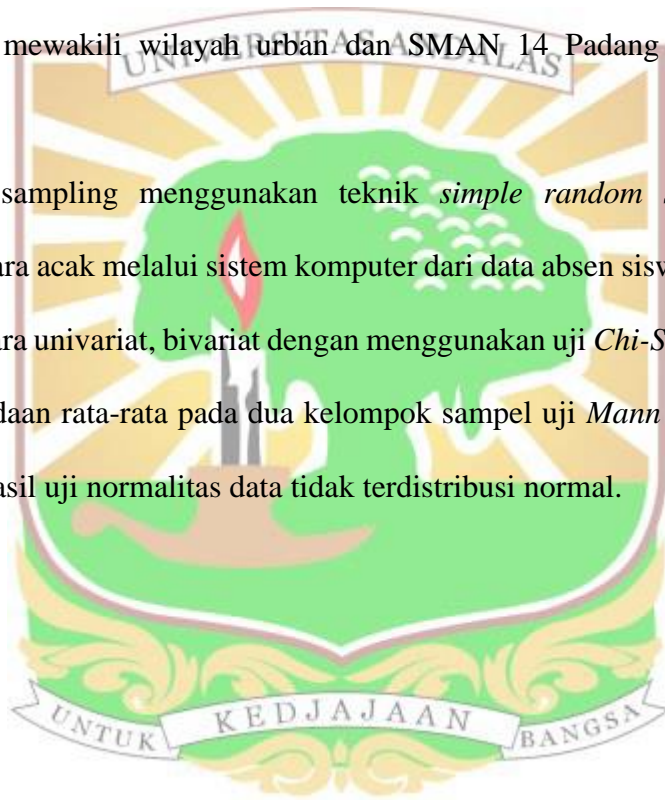 mewakili wilayah urban dan SMAN 14 Padang
UNIVERSITAS ANDALAS
sampling menggunakan teknik simple random
ara acak melalui sistem komputer dari data absen sisw
ara univariat, bivariat dengan menggunakan uji Chi-S
daan rata-rata pada dua kelompok sampel uji Mann
asil uji normalitas data tidak terdistribusi normal.
UNTUK KEDJAJAAN BANGSA